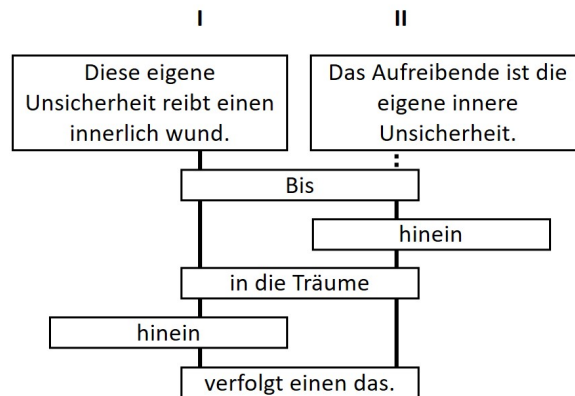 I
II
Diese eigene
Unsicherheit reibt einen
innerlich wund.
Das Aufreibende ist die
eigene innere
Unsicherheit.
Bis
hinein
in die Träume
hinein
verfolgt einen das.